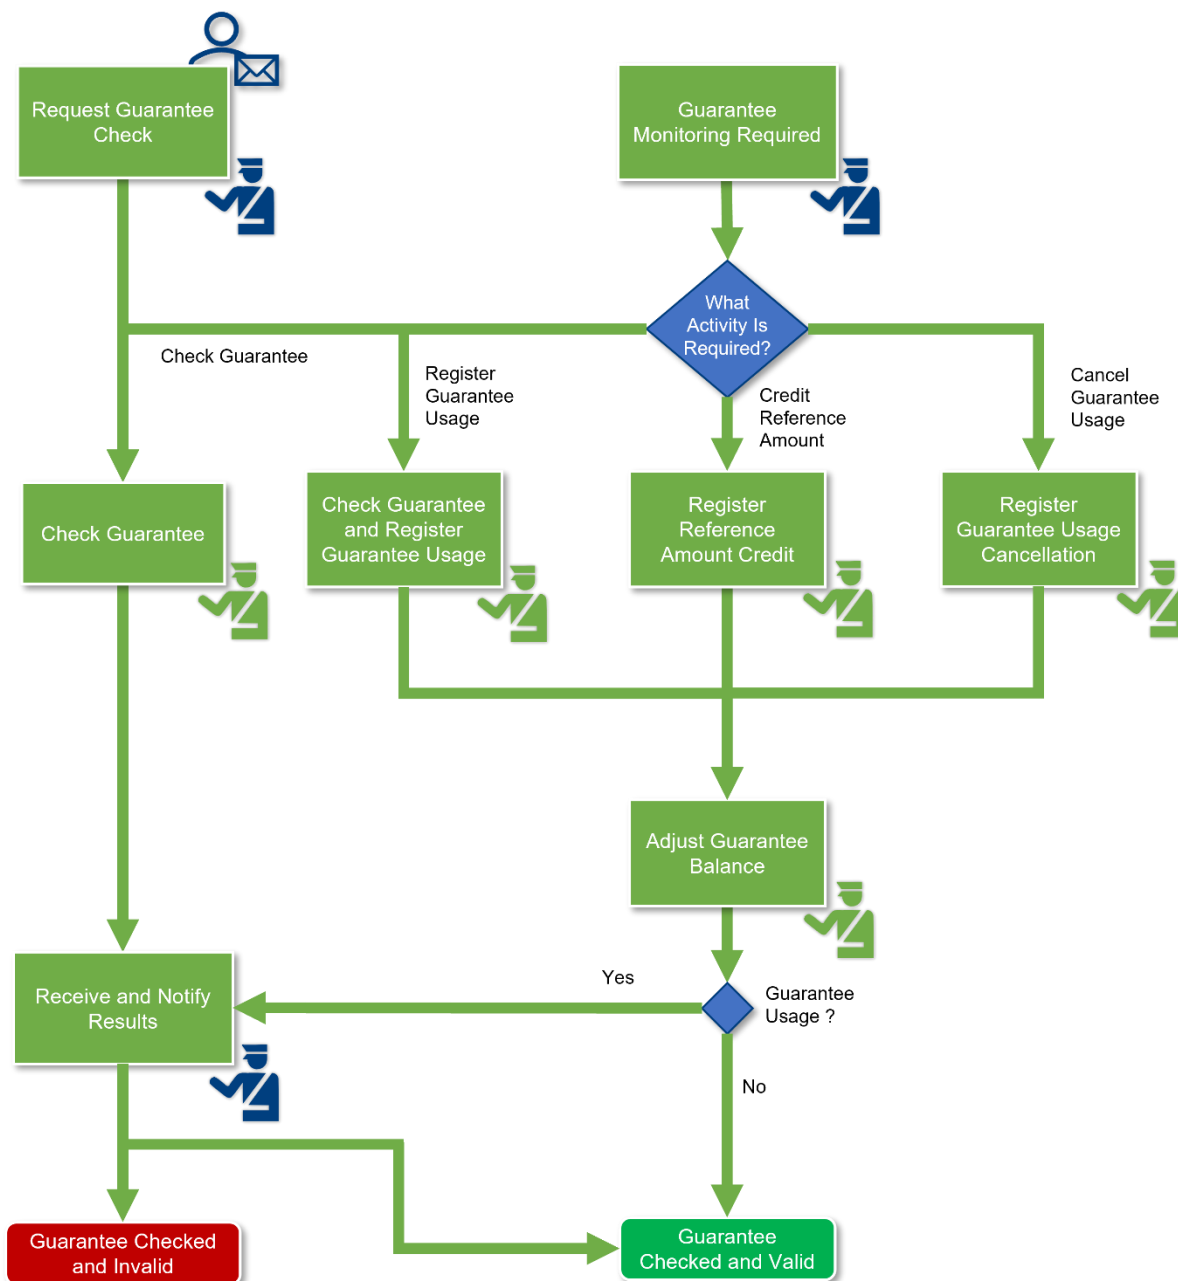 Request Guarantee
Check
Guarantee
Monitoring Required
What
Activity Is
Required?
Check Guarantee
Register
Guarantee
Usage
Credit
Reference
Amount
Cancel
Guarantee
Usage
Check Guarantee
Check Guarantee
and Register
Guarantee Usage
Register
Reference
Amount Credit
Register
Guarantee Usage
Cancellation
Adjust Guarantee
Balance
Receive and Notify
Results
Yes
Guarantee
Usage ?
No
Guarantee Checked
and Invalid
Guarantee
Checked and Valid